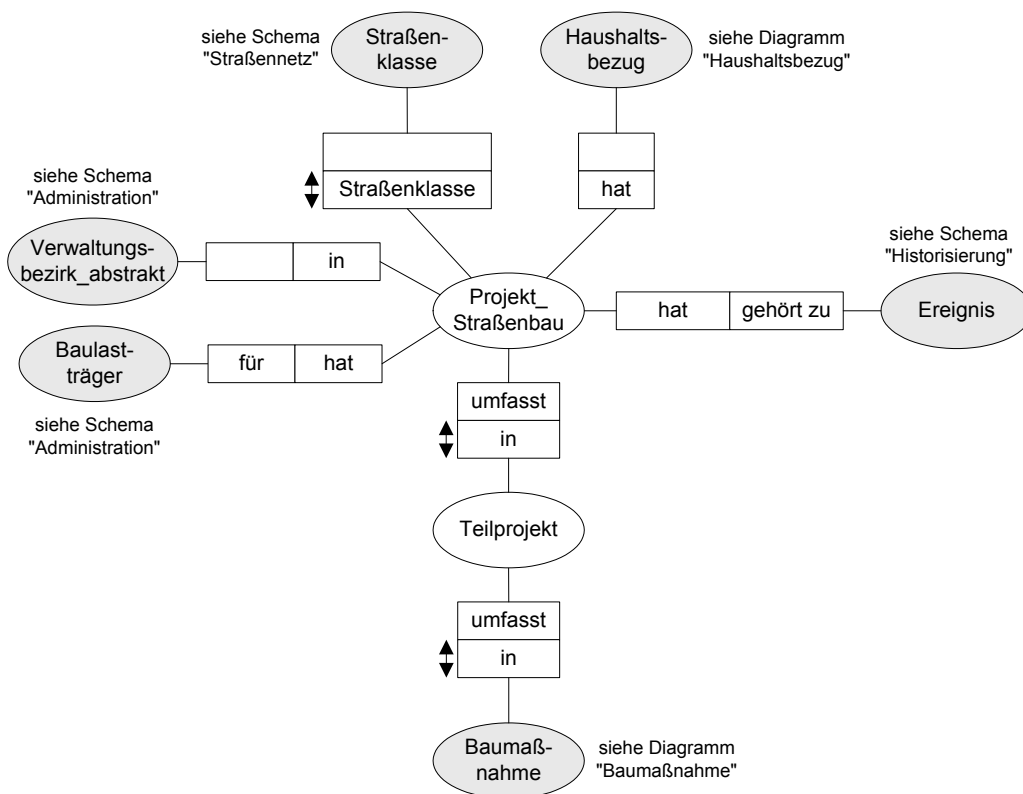 siehe Schema
"Straßennetz"
Straßen-
klasse
Haushalts-
bezug
siehe Diagramm
"Haushaltsbezug"
Straßenklasse
hat
siehe Schema
"Administration"
Verwaltungs-
bezirk_abstrakt
in
siehe Schema
"Historisierung"
Projekt_
Straßenbau
hat
gehört zu
Ereignis
Baulast-
träger
für
hat
siehe Schema
"Administration"
umfasst
in
Teilprojekt
umfasst
in
Baumaß-
nahme
siehe Diagramm
"Baumaßnahme"